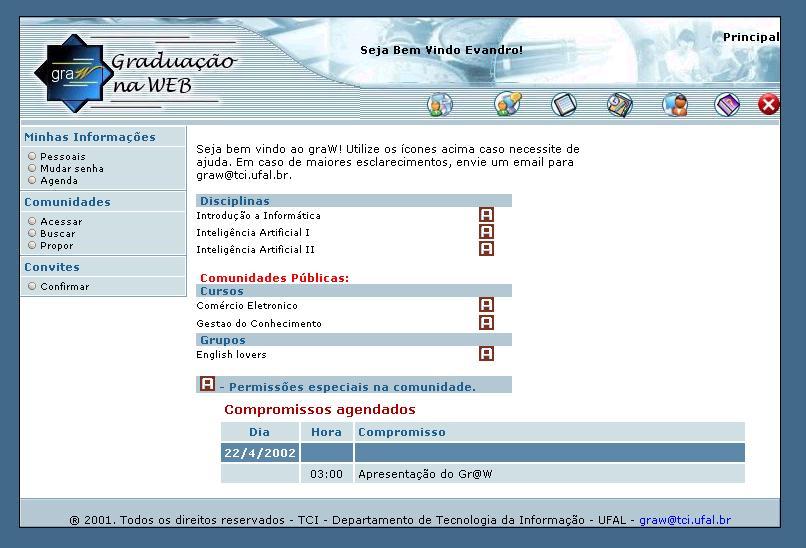 Principal
Seja Bem Vindo Evandro!
graW
Graduação
na WEB
Minhas Informações
Pessoais
Mudar senha
Agenda
Comunidades
Acessar
Buscar
Propor
Convites
Confirmar
Seja bem vindo ao graW! Utilize os ícones acima caso necessite de
ajuda. Em caso de maiores esclarecimentos, envie um email para
graw@tci.ufal.br.
Disciplinas
Introdução a Informática A
Inteligência Artificial I A
Inteligência Artificial II A
Comunidades Públicas:
Cursos
Comércio Eletronico A
Gestao do Conhecimento A
Grupos
English lovers A
A - Permissões especiais na comunidade.
Compromissos agendados
Dia Hora Compromisso
22/4/2002
03:00 Apresentação do Gr@W
® 2001. Todos os direitos reservados - TCI - Departamento de Tecnologia da Informação - UFAL - graw@tci.ufal.br